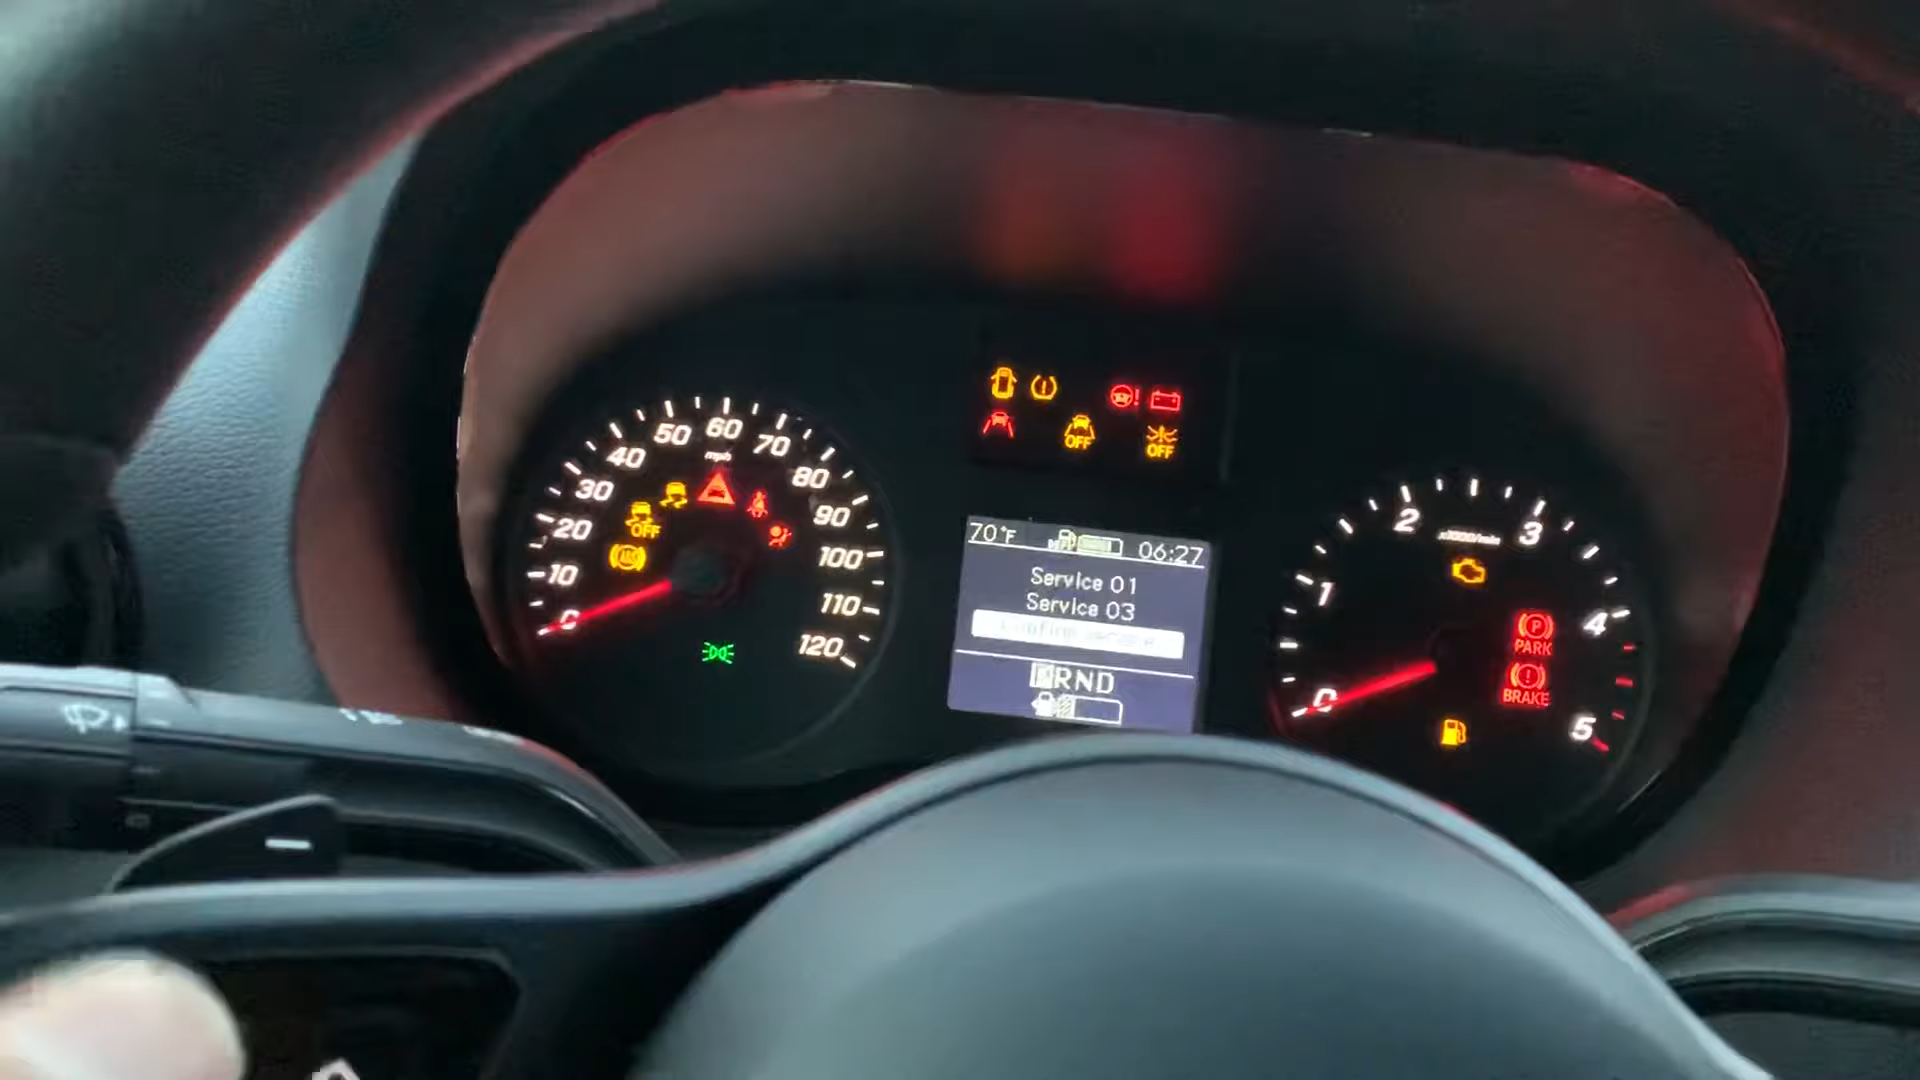 50 60 70
mph
40 80
30 90
20 OFF
100
ABS
10
110
0
120
OFF OFF
70°F 06:27
Service 01
Service 03
PRND
2 3
x1000/min
1
4
P
PARK
BRAKE
0
5